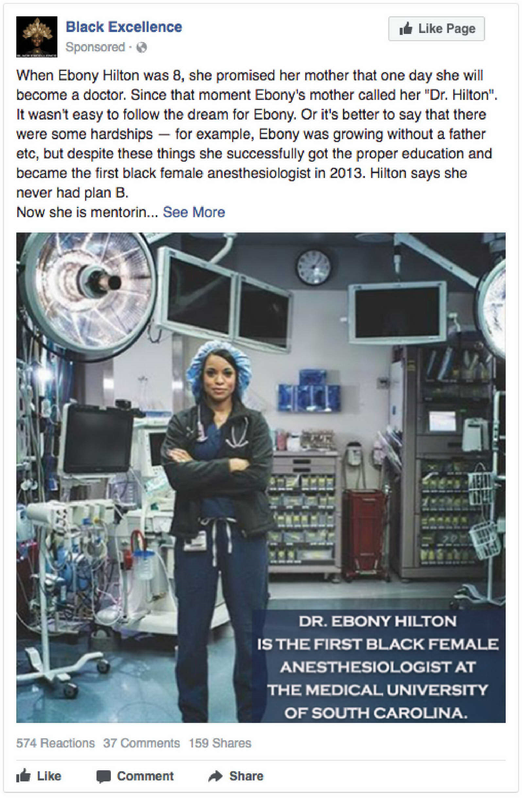 Black Excellence
Sponsored ·
Like Page
When Ebony Hilton was 8, she promised her mother that one day she will
become a doctor. Since that moment Ebony's mother called her "Dr. Hilton".
It wasn't easy to follow the dream for Ebony. Or it's better to say that there
were some hardships — for example, Ebony was growing without a father
etc, but despite these things she successfully got the proper education and
became the first black female anesthesiologist in 2013. Hilton says she
never had plan B.
Now she is mentorin... See More
DR. EBONY HILTON
IS THE FIRST BLACK FEMALE
ANESTHESIOLOGIST AT
THE MEDICAL UNIVERSITY
OF SOUTH CAROLINA.
574 Reactions 37 Comments 159 Shares
Like Comment Share